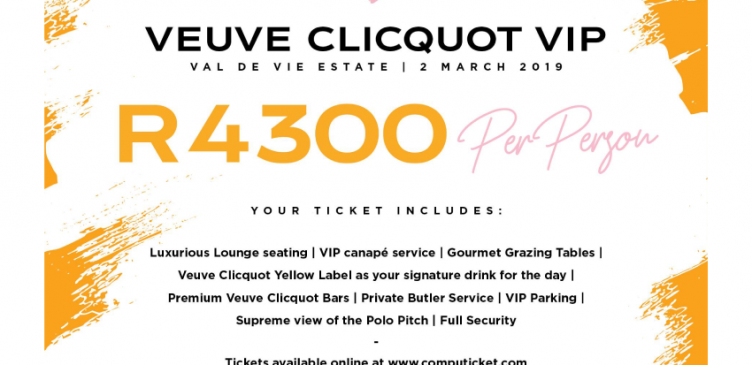 VEUVE CLICQUOT VIP
VAL DE VIE ESTATE | 2 MARCH 2019
R4300 Per Person
YOUR TICKET INCLUDES:
Luxurious Lounge seating | VIP canapé service | Gourmet Grazing Tables |
Veuve Clicquot Yellow Label as your signature drink for the day |
Premium Veuve Clicquot Bars | Private Butler Service | VIP Parking |
Supreme view of the Polo Pitch | Full Security
-
Tickets available online at www.computicket.com